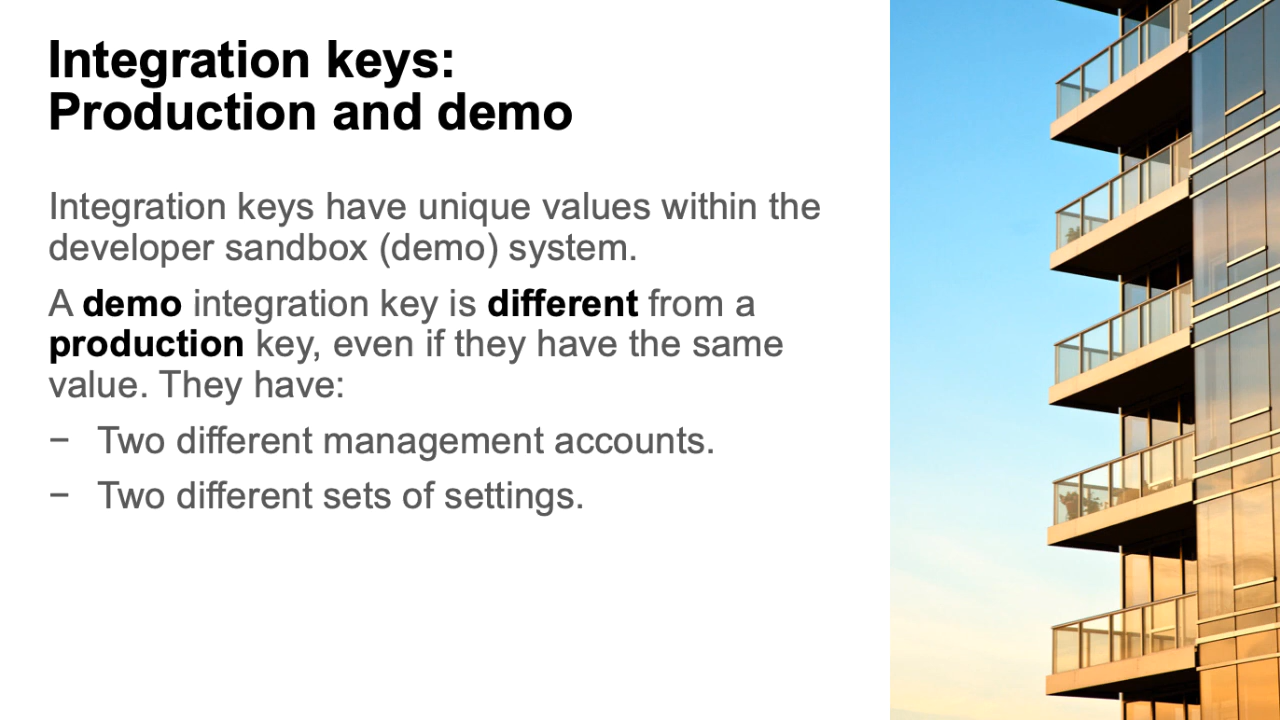 Integration keys:
Production and demo
Integration keys have unique values within the
developer sandbox (demo) system.
A demo integration key is different from a
production key, even if they have the same
value. They have:
− Two different management accounts.
− Two different sets of settings.